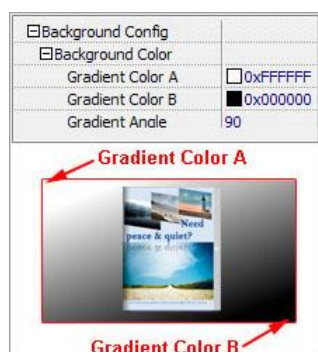 Background Config
Background Color
Gradient Color A 0xFFFFFF
Gradient Color B 0x000000
Gradient Angle 90
Gradient Color A
Need
peace & quiet?
Gradient Color B